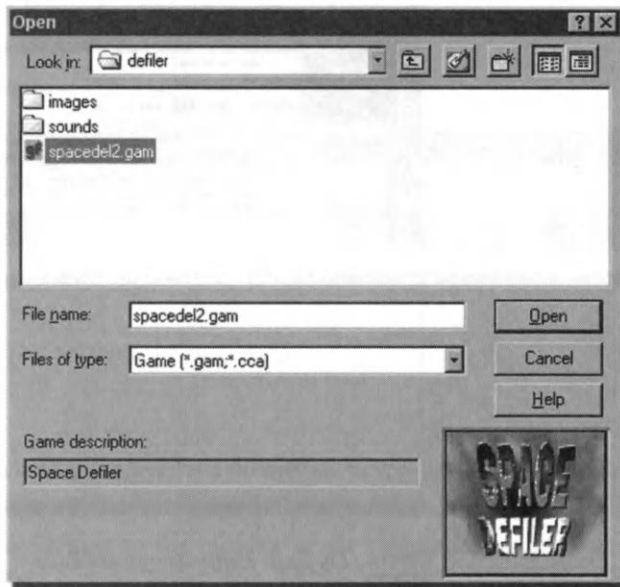 Open
Look in: defiler
images
sounds
spacedel2.gam
File name: spacedel2.gam
Open
Files of type: Game (*.gam;*.cca)
Cancel
Help
Game description:
Space Defiler
SPACE
DEFILER